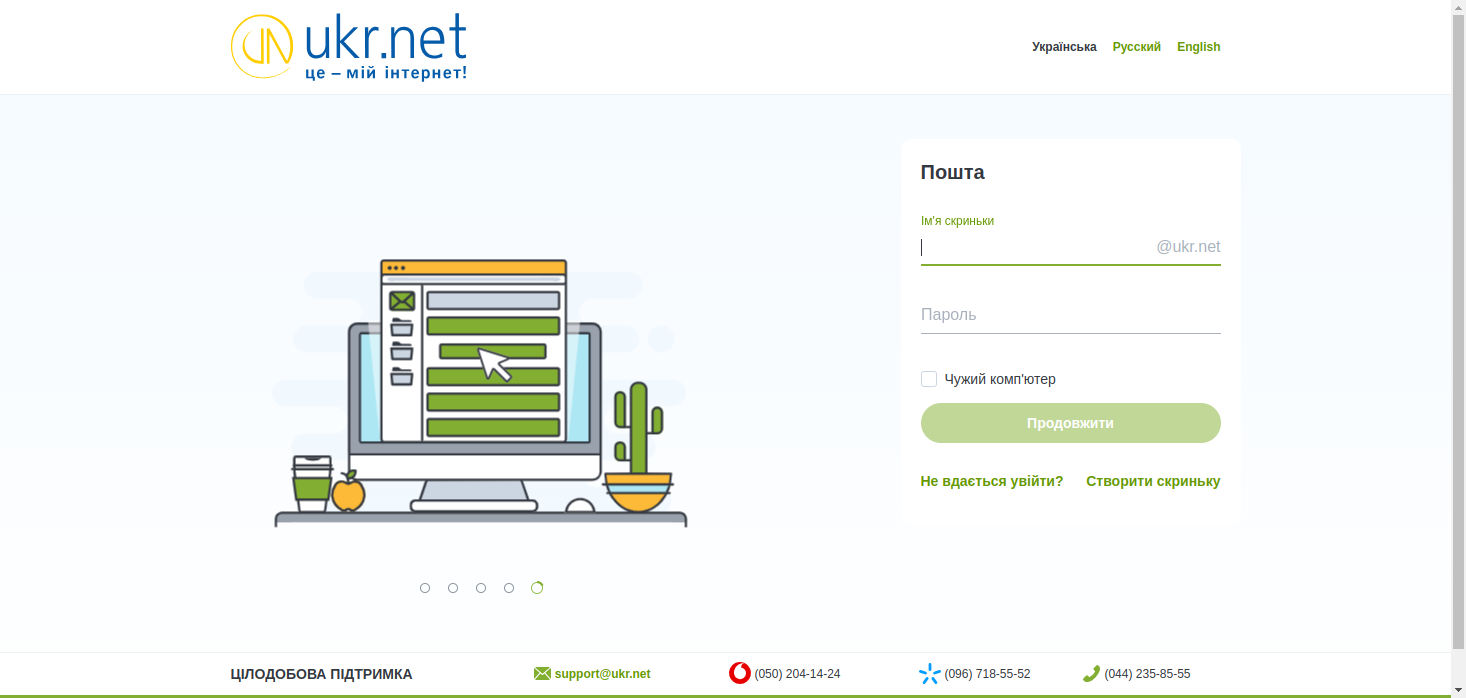 ukr.net
це – мій інтернет!
Українська Русский English
Пошта
Ім'я скриньки
@ukr.net
Пароль
Чужий комп'ютер
Продовжити
Не вдається увійти? Створити скриньку
ЦІЛОДОБОВА ПІДТРИМКА support@ukr.net (050) 204-14-24 (096) 718-55-52 (044) 235-85-55